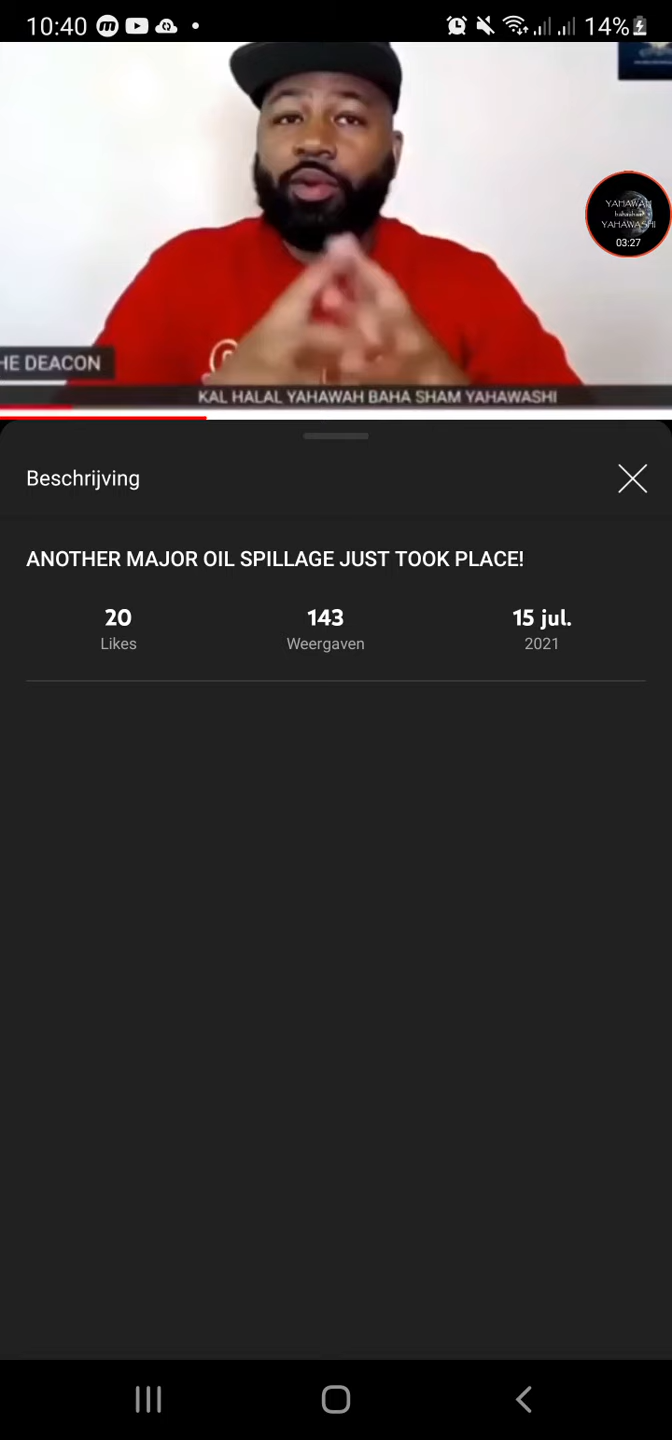 10:40
14%
YAHAWAH
bahasham
YAHAWASHI
03:27
HE DEACON
KAL HALAL YAHAWAH BAHA SHAM YAHAWASHI
Beschrijving
ANOTHER MAJOR OIL SPILLAGE JUST TOOK PLACE!
20
143
15 jul.
Likes
Weergaven
2021